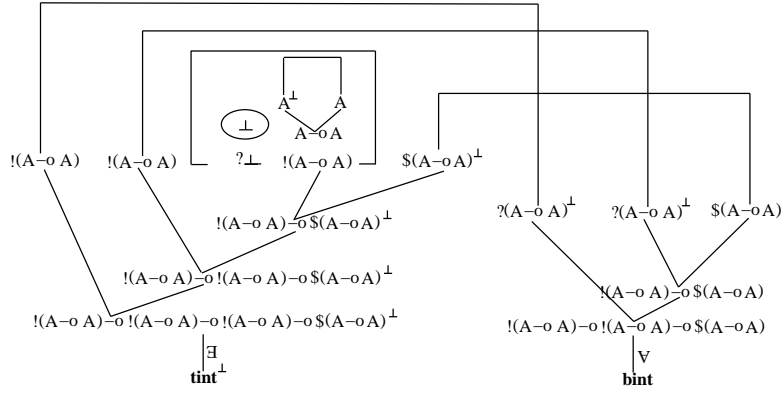 A⊥ A
⊥
A–o A
!(A–o A) !(A–o A) ?⊥ !(A–o A) $(A–o A)⊥
?(A–o A)⊥ ?(A–o A)⊥ $(A–o A)
!(A–o A)–o $(A–o A)⊥
!(A–o A)–o !(A–o A)–o $(A–o A)⊥
!(A–o A)–o $(A–o A)
!(A–o A)–o !(A–o A)–o !(A–o A)–o $(A–o A)⊥
!(A–o A)–o !(A–o A)–o $(A–o A)
∃ ∀
tint⊥ bint